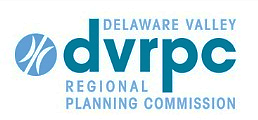 DELAWARE VALLEY
dvrpc
REGIONAL
PLANNING COMMISSION